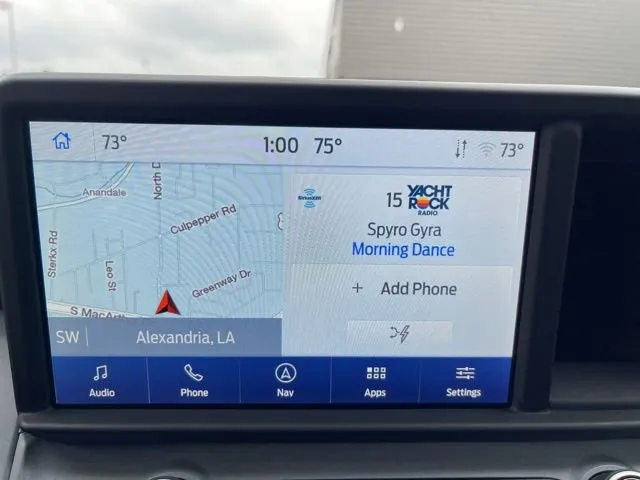 73° 1:00 75° 73°
Anandale
North D
Culpepper Rd
Sterkx Rd
Leo St
Greenway Dr
S MacArt
SW Alexandria, LA
SiriusXM
15 YACHT ROCK RADIO
Spyro Gyra
Morning Dance
+ Add Phone
Audio Phone Nav Apps Settings